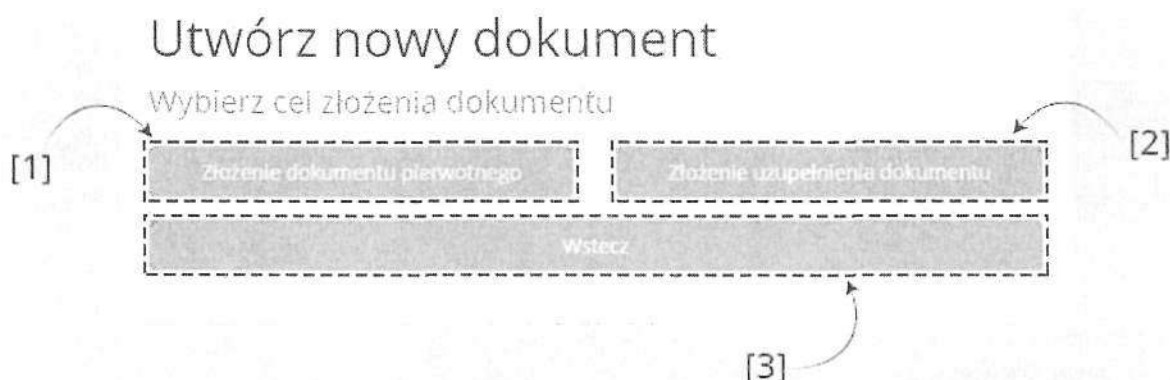 Utwórz nowy dokument
Wybierz cel złożenia dokumentu
[1]
[2]
Złożenie dokumentu pierwotnego
Złożenie uzupełnienia dokumentu
Wstecz
[3]